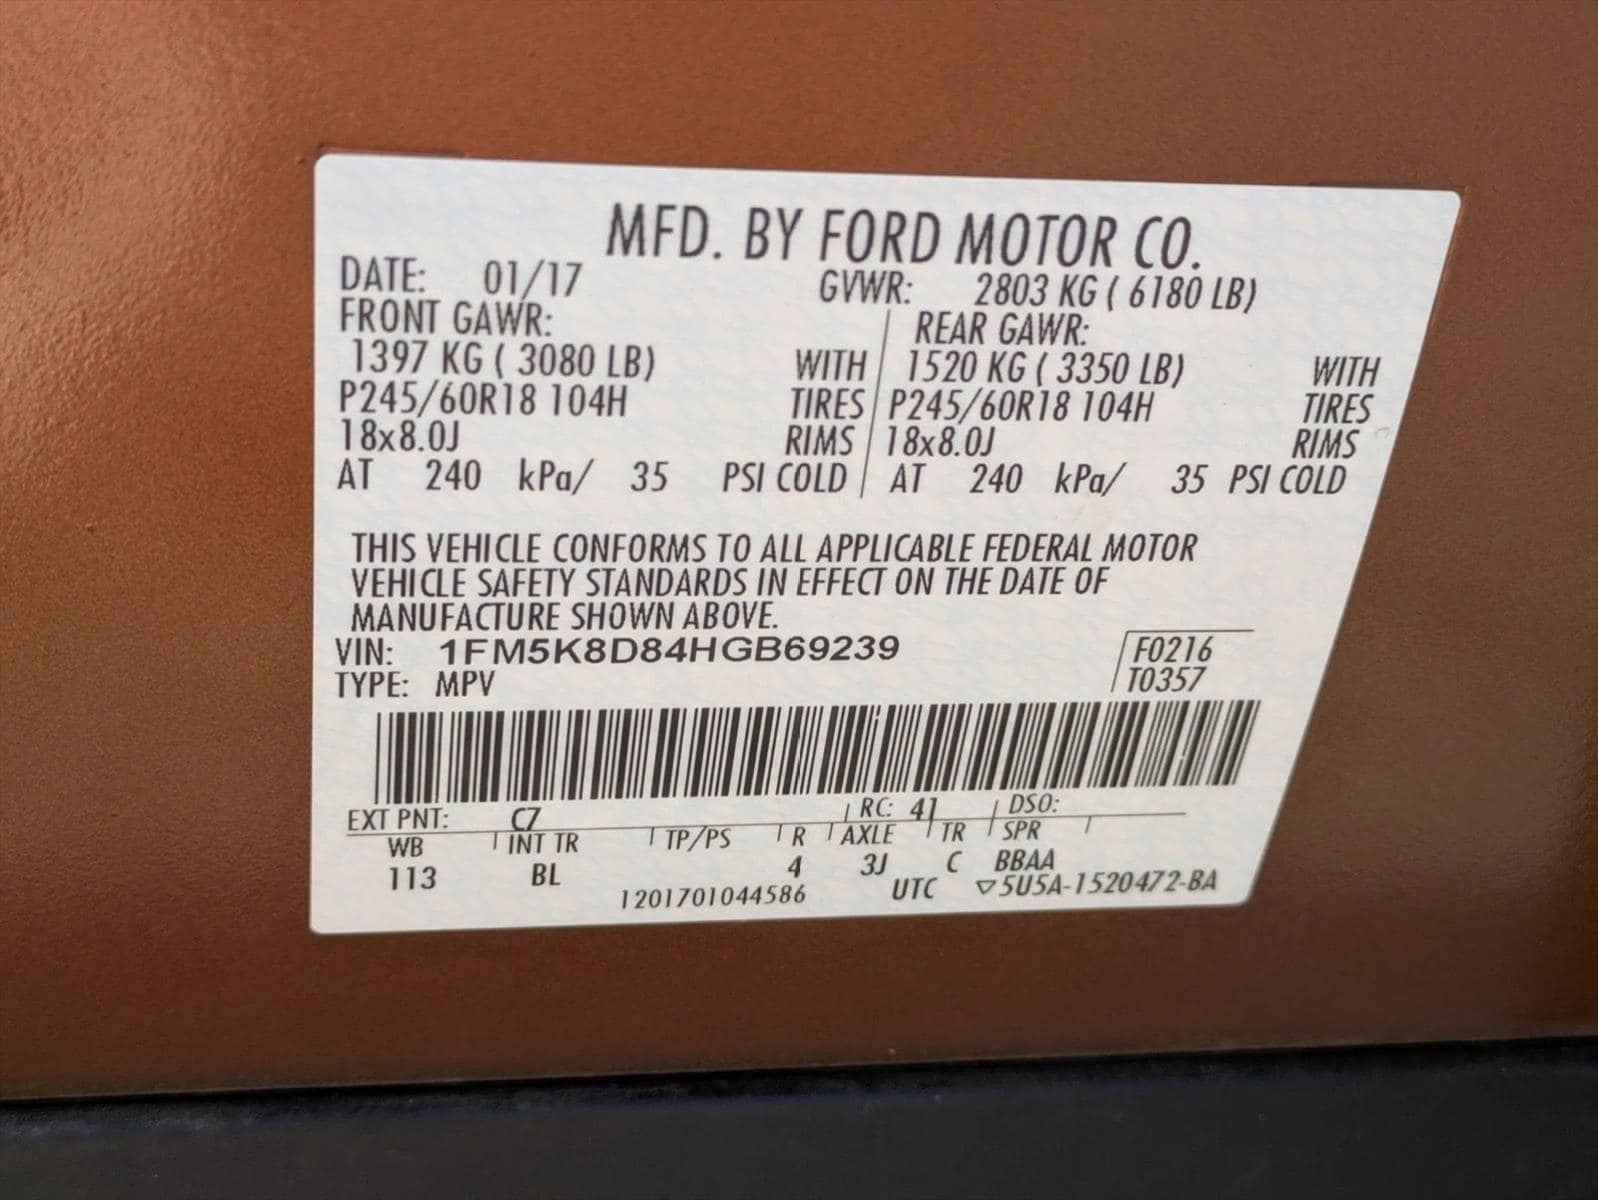 MFD. BY FORD MOTOR CO.
DATE: 01/17 GVWR: 2803 KG ( 6180 LB)
FRONT GAWR: REAR GAWR:
1397 KG ( 3080 LB) WITH 1520 KG ( 3350 LB) WITH
P245/60R18 104H TIRES P245/60R18 104H TIRES
18x8.0J RIMS 18x8.0J RIMS
AT 240 kPa/ 35 PSI COLD AT 240 kPa/ 35 PSI COLD
THIS VEHICLE CONFORMS TO ALL APPLICABLE FEDERAL MOTOR
VEHICLE SAFETY STANDARDS IN EFFECT ON THE DATE OF
MANUFACTURE SHOWN ABOVE.
VIN: 1FM5K8D84HGB69239 F0216
TYPE: MPV T0357
EXT PNT: C7 RC: 41 DSO:
WB INT TR TP/PS R AXLE TR SPR
113 BL 4 3J C BBAA
1201701044586 UTC ▽5U5A-1520472-BA